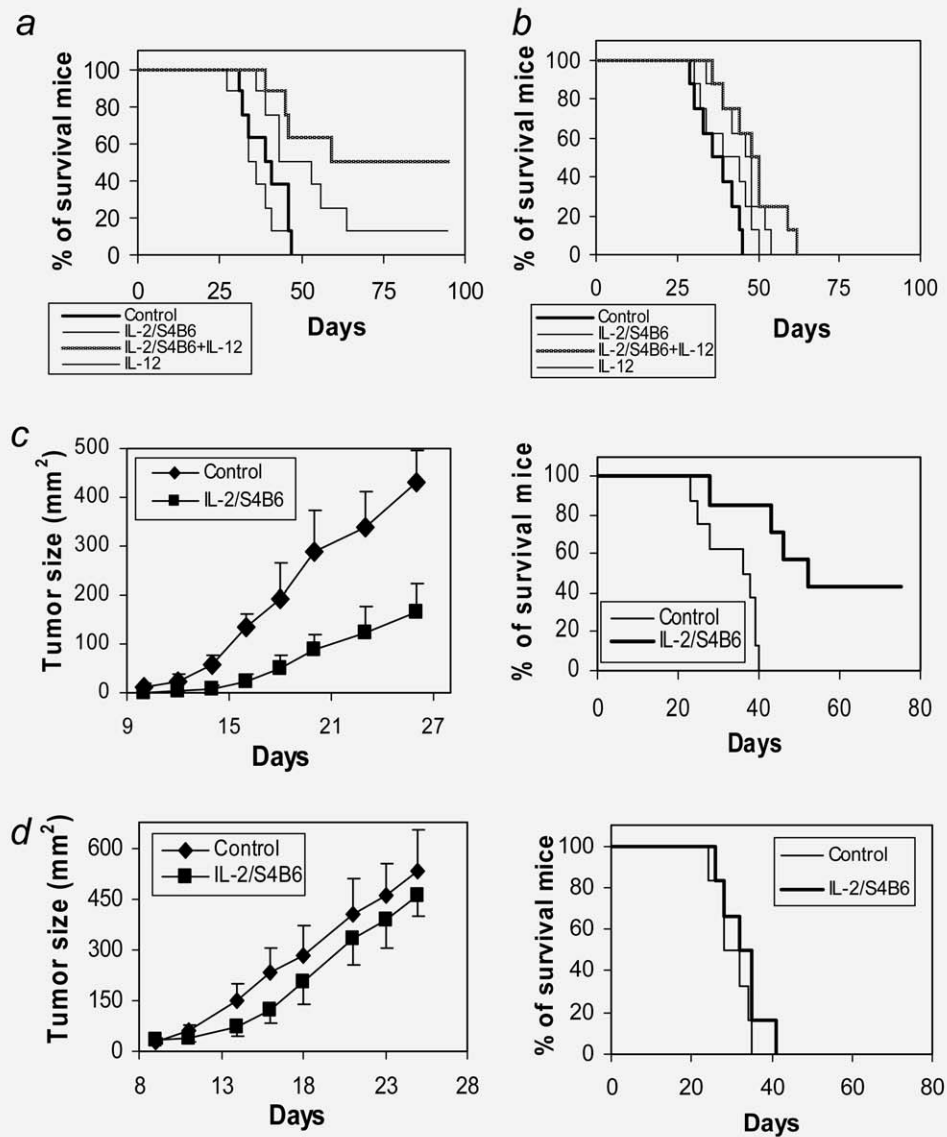 a
% of survival mice
100
80
60
40
20
0
0 25 50 75 100
Days
Control
IL-2/S4B6
IL-2/S4B6+IL-12
IL-12
b
% of survival mice
100
80
60
40
20
0
0 25 50 75 100
Days
Control
IL-2/S4B6
IL-2/S4B6+IL-12
IL-12
c
Tumor size (mm²)
500
400
300
200
100
0
9 15 21 27
Days
Control
IL-2/S4B6
% of survival mice
100
80
60
40
20
0
0 20 40 60 80
Days
Control
IL-2/S4B6
d
Tumor size (mm²)
600
450
300
150
0
8 13 18 23 28
Days
Control
IL-2/S4B6
% of survival mice
100
80
60
40
20
0
0 20 40 60 80
Days
Control
IL-2/S4B6